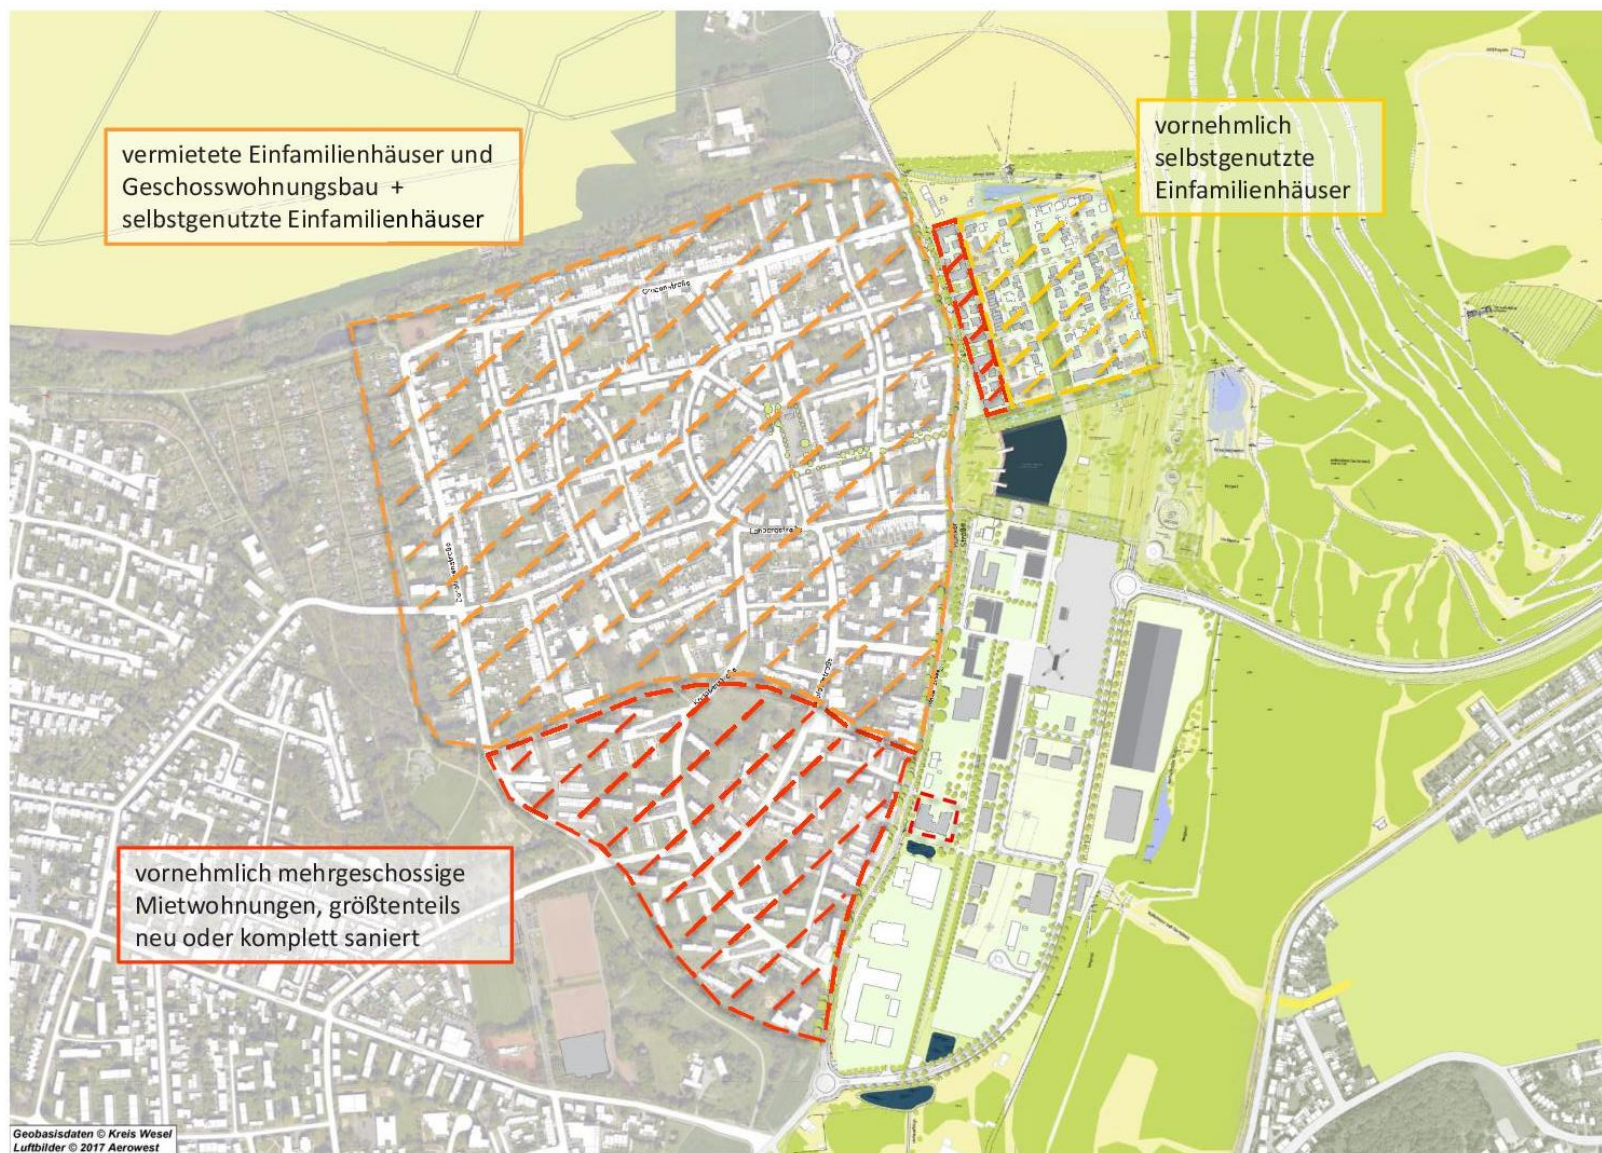 vermietete Einfamilienhäuser und
Geschosswohnungsbau +
selbstgenutzte Einfamilienhäuser
vornehmlich
selbstgenutzte
Einfamilienhäuser
vornehmlich mehrgeschossige
Mietwohnungen, größtenteils
neu oder komplett saniert
Geobasisdaten © Kreis Wesel
Luftbilder © 2017 Aerowest